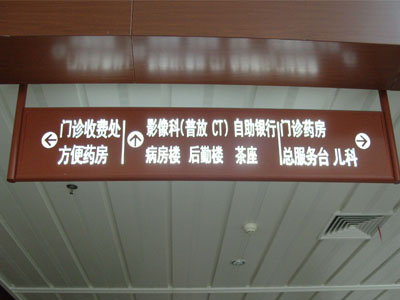 门诊收费处
方便药房
影像科(普放 CT) 自助银行
病房楼 后勤楼 茶座
门诊药房
总服务台 儿科